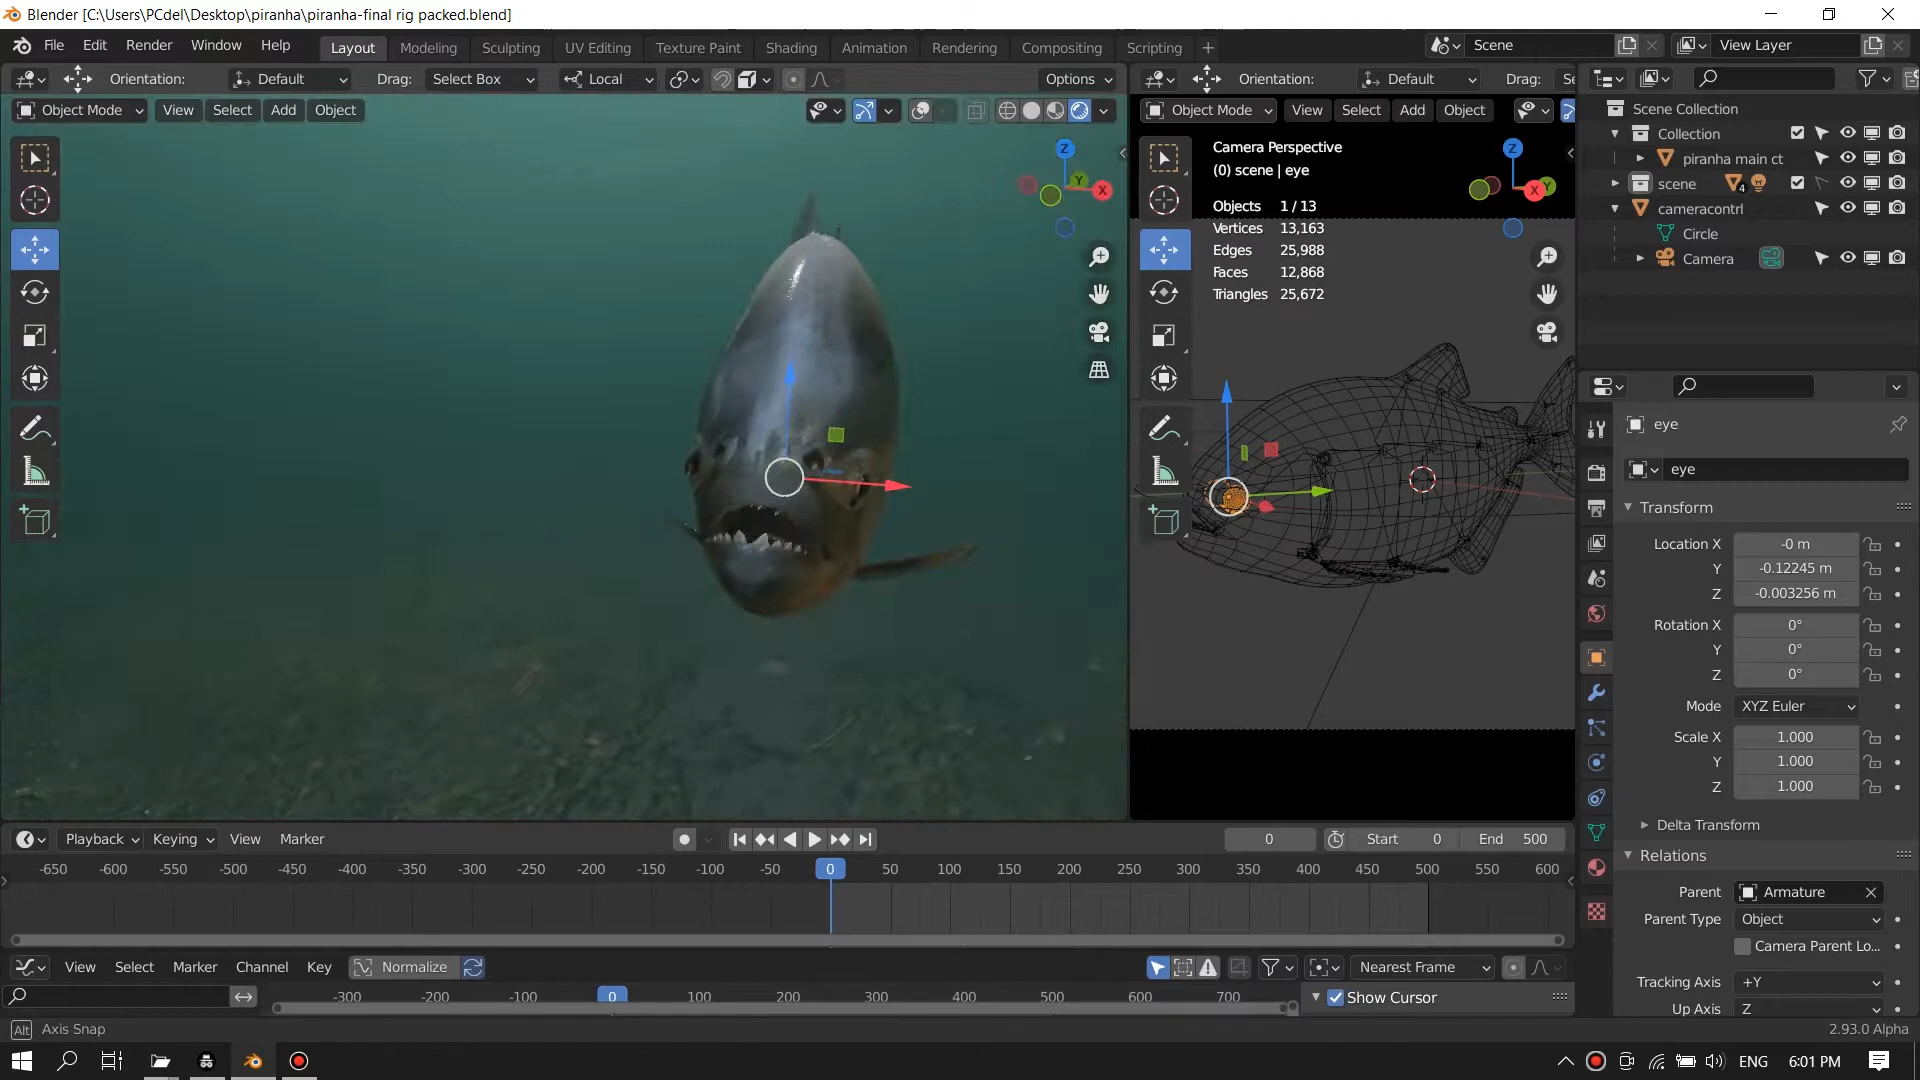 Blender [C:\Users\PCdel\Desktop\piranha\piranha-final rig packed.blend]
File Edit Render Window Help Layout Modeling Sculpting UV Editing Texture Paint Shading Animation Rendering Compositing Scripting + Scene View Layer
Orientation: Default Drag: Select Box Local Options Orientation: Default Drag:
Object Mode View Select Add Object Object Mode View Select Add Object
Scene Collection
Collection
piranha main ct
scene 4
cameracontrl
Circle
Camera
Z
Y
X
Camera Perspective
(0) scene | eye
Objects 1 / 13
Vertices 13,163
Edges 25,988
Faces 12,868
Triangles 25,672
Z
X
Y
eye
eye
Transform
Location X -0 m
Y -0.12245 m
Z -0.003256 m
Rotation X 0°
Y 0°
Z 0°
Mode XYZ Euler
Scale X 1.000
Y 1.000
Z 1.000
Delta Transform
Relations
Parent Armature
Parent Type Object
Camera Parent Lo...
Tracking Axis +Y
Up Axis Z
Playback Keying View Marker 0 Start 0 End 500
-650 -600 -550 -500 -450 -400 -350 -300 -250 -200 -150 -100 -50 0 50 100 150 200 250 300 350 400 450 500 550 600
View Select Marker Channel Key Normalize Nearest Frame
-300 -200 -100 0 100 200 300 400 500 600 700 Show Cursor
Alt Axis Snap 2.93.0 Alpha
ENG 6:01 PM